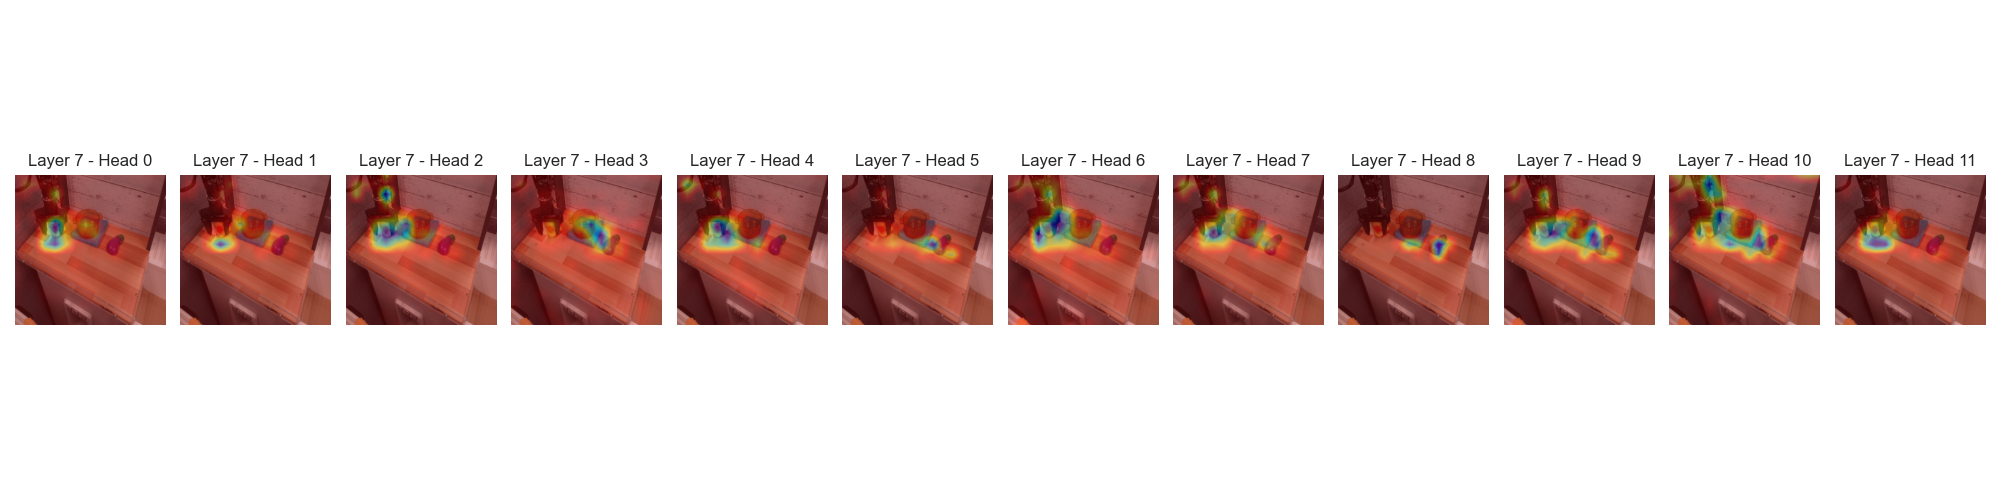 Layer 7 - Head 0
Layer 7 - Head 1
Layer 7 - Head 2
Layer 7 - Head 3
Layer 7 - Head 4
Layer 7 - Head 5
Layer 7 - Head 6
Layer 7 - Head 7
Layer 7 - Head 8
Layer 7 - Head 9
Layer 7 - Head 10
Layer 7 - Head 11